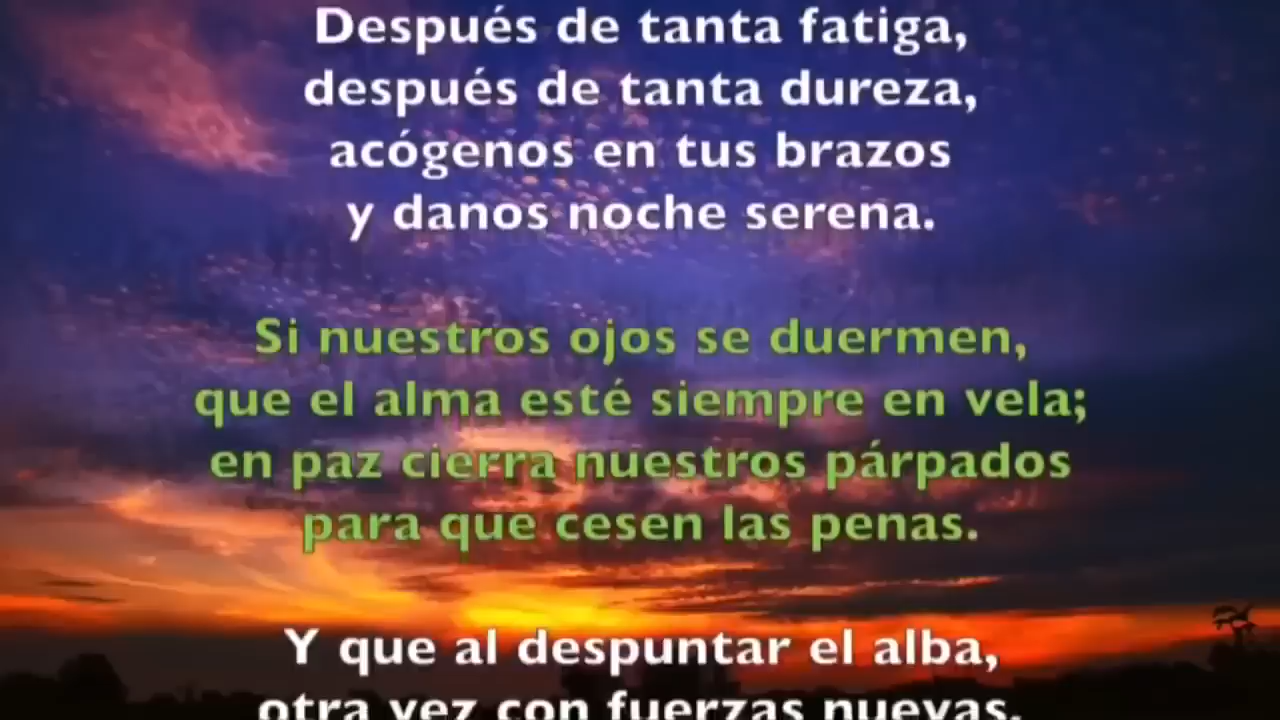 Después de tanta fatiga,
después de tanta dureza,
acógenos en tus brazos
y danos noche serena.
Si nuestros ojos se duermen,
que el alma esté siempre en vela;
en paz cierra nuestros párpados
para que cesen las penas.
Y que al despuntar el alba,
otra vez con fuerzas nuevas,